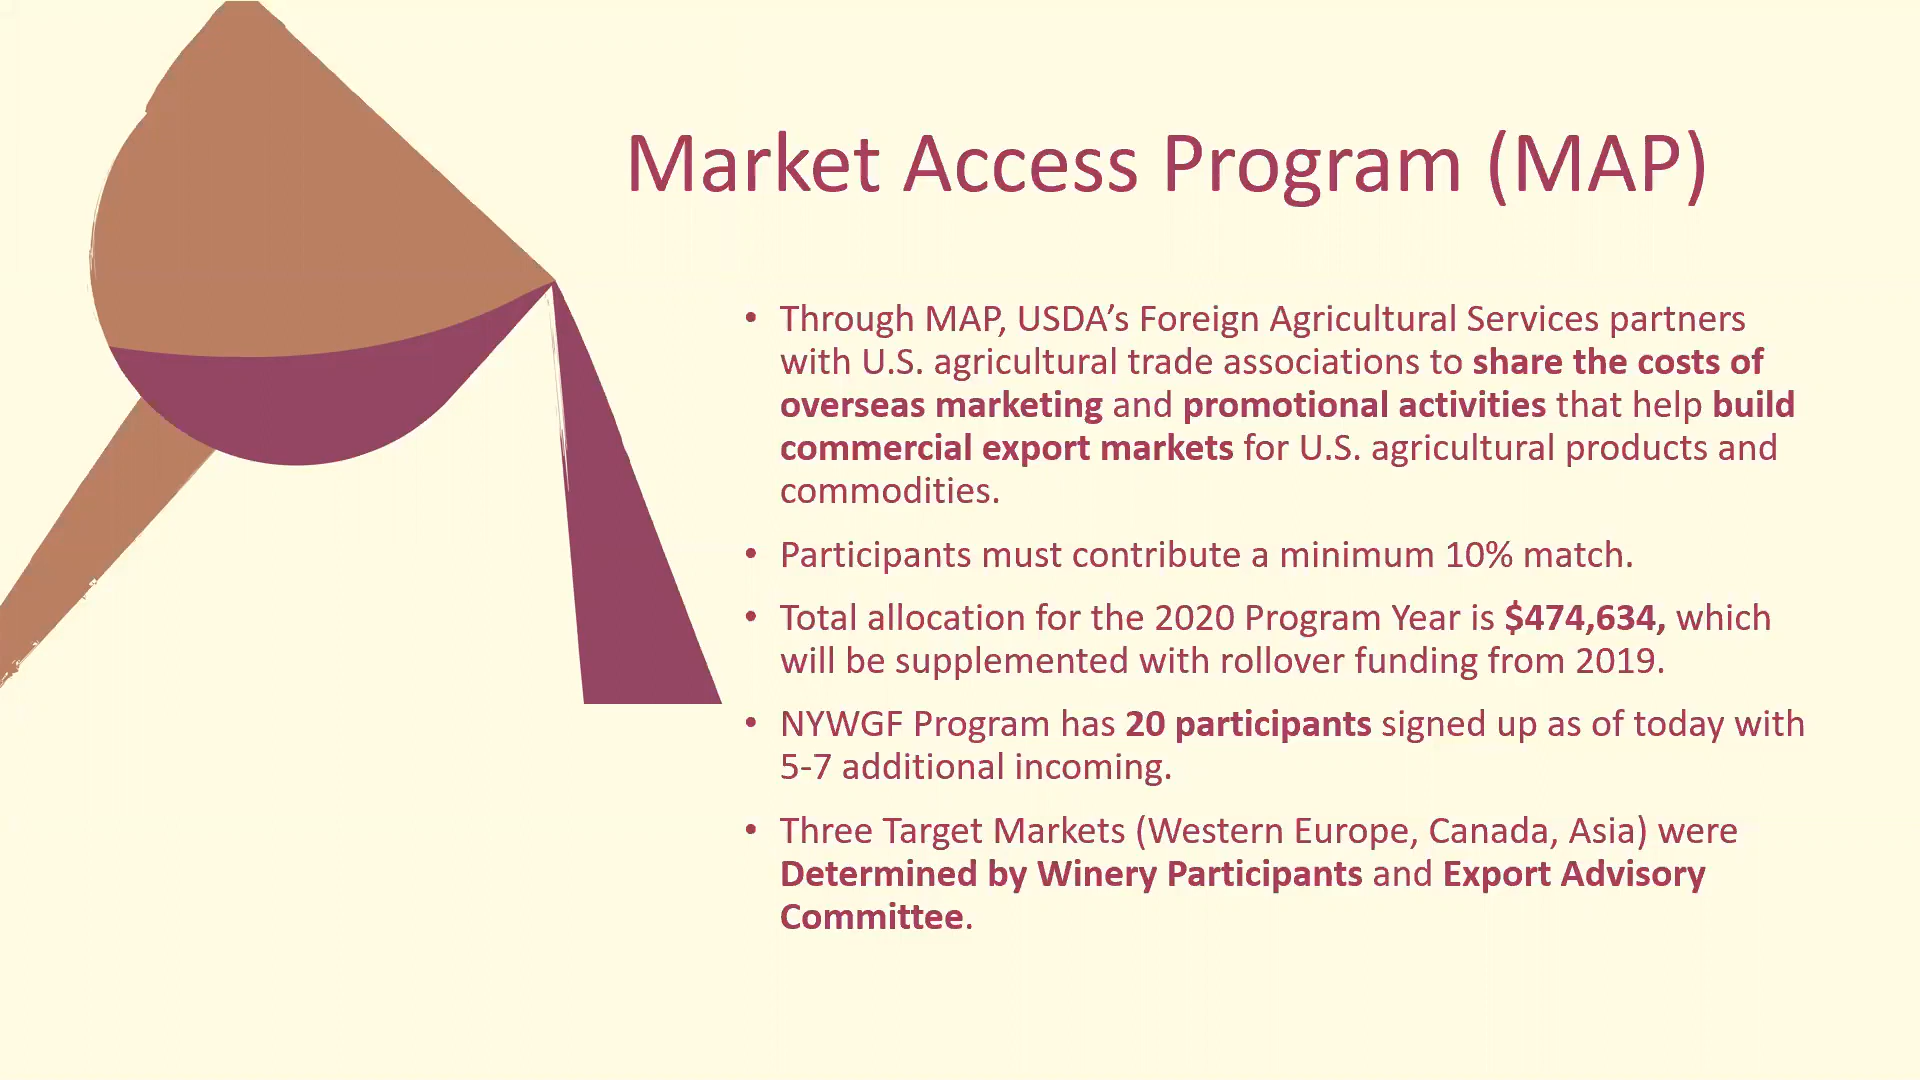 Market Access Program (MAP)
• Through MAP, USDA’s Foreign Agricultural Services partners
with U.S. agricultural trade associations to share the costs of
overseas marketing and promotional activities that help build
commercial export markets for U.S. agricultural products and
commodities.
• Participants must contribute a minimum 10% match.
• Total allocation for the 2020 Program Year is $474,634, which
will be supplemented with rollover funding from 2019.
• NYWGF Program has 20 participants signed up as of today with
5-7 additional incoming.
• Three Target Markets (Western Europe, Canada, Asia) were
Determined by Winery Participants and Export Advisory
Committee.